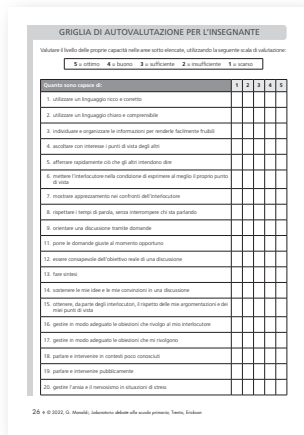 GRIGLIA DI AUTOVALUTAZIONE PER L'INSEGNANTE
Valutare il livello delle proprie capacità nelle aree sotto elencate, utilizzando la seguente scala di valutazione:
5 = ottimo 4 = buono 3 = sufficiente 2 = insufficiente 1 = scarso
Quanto sono capace di: 1 2 3 4 5
1. utilizzare un linguaggio ricco e corretto
2. utilizzare un linguaggio chiaro e comprensibile
3. individuare e organizzare le informazioni per renderle facilmente fruibili
4. ascoltare con interesse i punti di vista degli altri
5. afferrare rapidamente ciò che gli altri intendono dire
6. mettere l'interlocutore nella condizione di esprimere al meglio il proprio punto
di vista
7. mostrare apprezzamento nei confronti dell'interlocutore
8. rispettare i tempi di parola, senza interrompere chi sta parlando
9. orientare una discussione tramite domande
11. porre le domande giuste al momento opportuno
12. essere consapevole dell'obiettivo reale di una discussione
13. fare sintesi
14. sostenere le mie idee e le mie convinzioni in una discussione
15. ottenere, da parte degli interlocutori, il rispetto delle mie argomentazioni e dei
miei punti di vista
16. gestire in modo adeguato le obiezioni che rivolgo al mio interlocutore
17. gestire in modo adeguato le obiezioni che mi rivolgono
18. parlare e intervenire in contesti poco conosciuti
19. parlare e intervenire pubblicamente
20. gestire l'ansia e il nervosismo in situazioni di stress
26 • © 2022, G. Manaldi, Laboratorio debate alla scuola primaria, Trento, Erickson